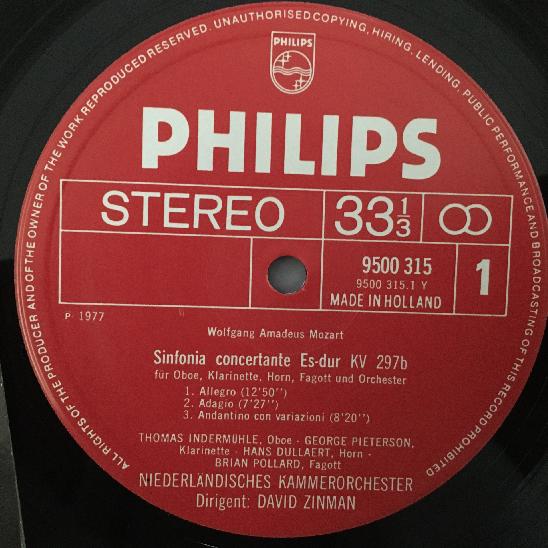 ALL RIGHTS OF THE PRODUCER AND OF THE OWNER OF THE WORK REPRODUCED RESERVED. UNAUTHORISED COPYING, HIRING, LENDING, PUBLIC PERFORMANCE AND BROADCASTING OF THIS RECORD PROHIBITED
PHILIPS
PHILIPS
STEREO 33 1/3
9500 315 1
9500 315.1 Y
MADE IN HOLLAND
P 1977
Wolfgang Amadeus Mozart
Sinfonia concertante Es-dur KV 297b
für Oboe, Klarinette, Horn, Fagott und Orchester
1. Allegro (12'50'')
2. Adagio (7'27'')
3. Andantino con variazioni (8'20'')
THOMAS INDERMÜHLE, Oboe - GEORGE PIETERSON,
Klarinette - HANS DULLAERT, Horn -
BRIAN POLLARD, Fagott
NIEDERLÄNDISCHES KAMMERORCHESTER
Dirigent: DAVID ZINMAN